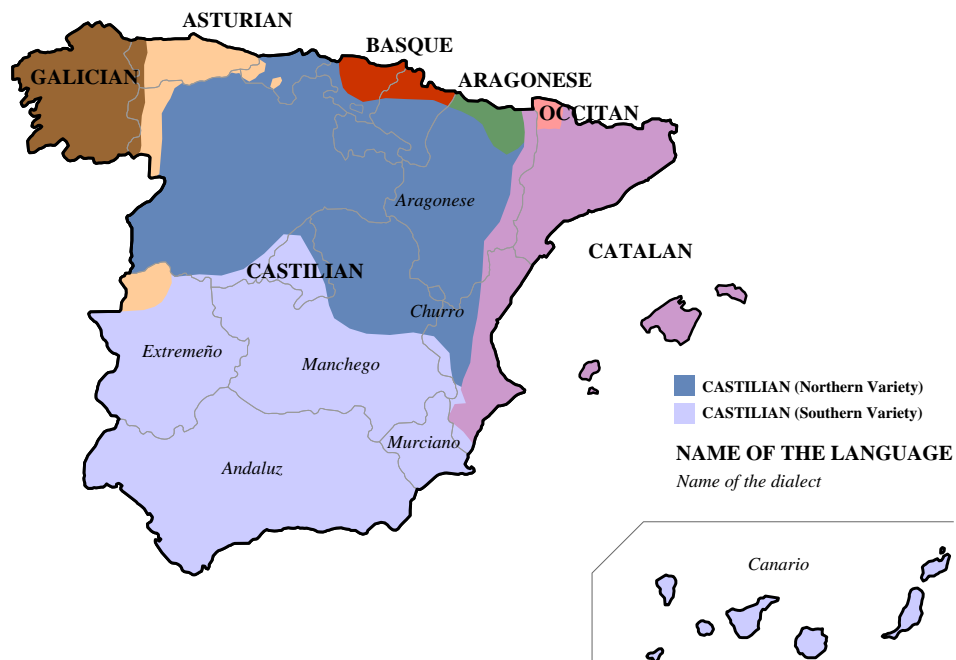 ASTURIAN
BASQUE
GALICIAN
ARAGONESE
OCCITAN
Aragonese
CATALAN
CASTILIAN
Churro
Extremeño
Manchego
CASTILIAN (Northern Variety)
CASTILIAN (Southern Variety)
Murciano
NAME OF THE LANGUAGE
Andaluz
Name of the dialect
Canario